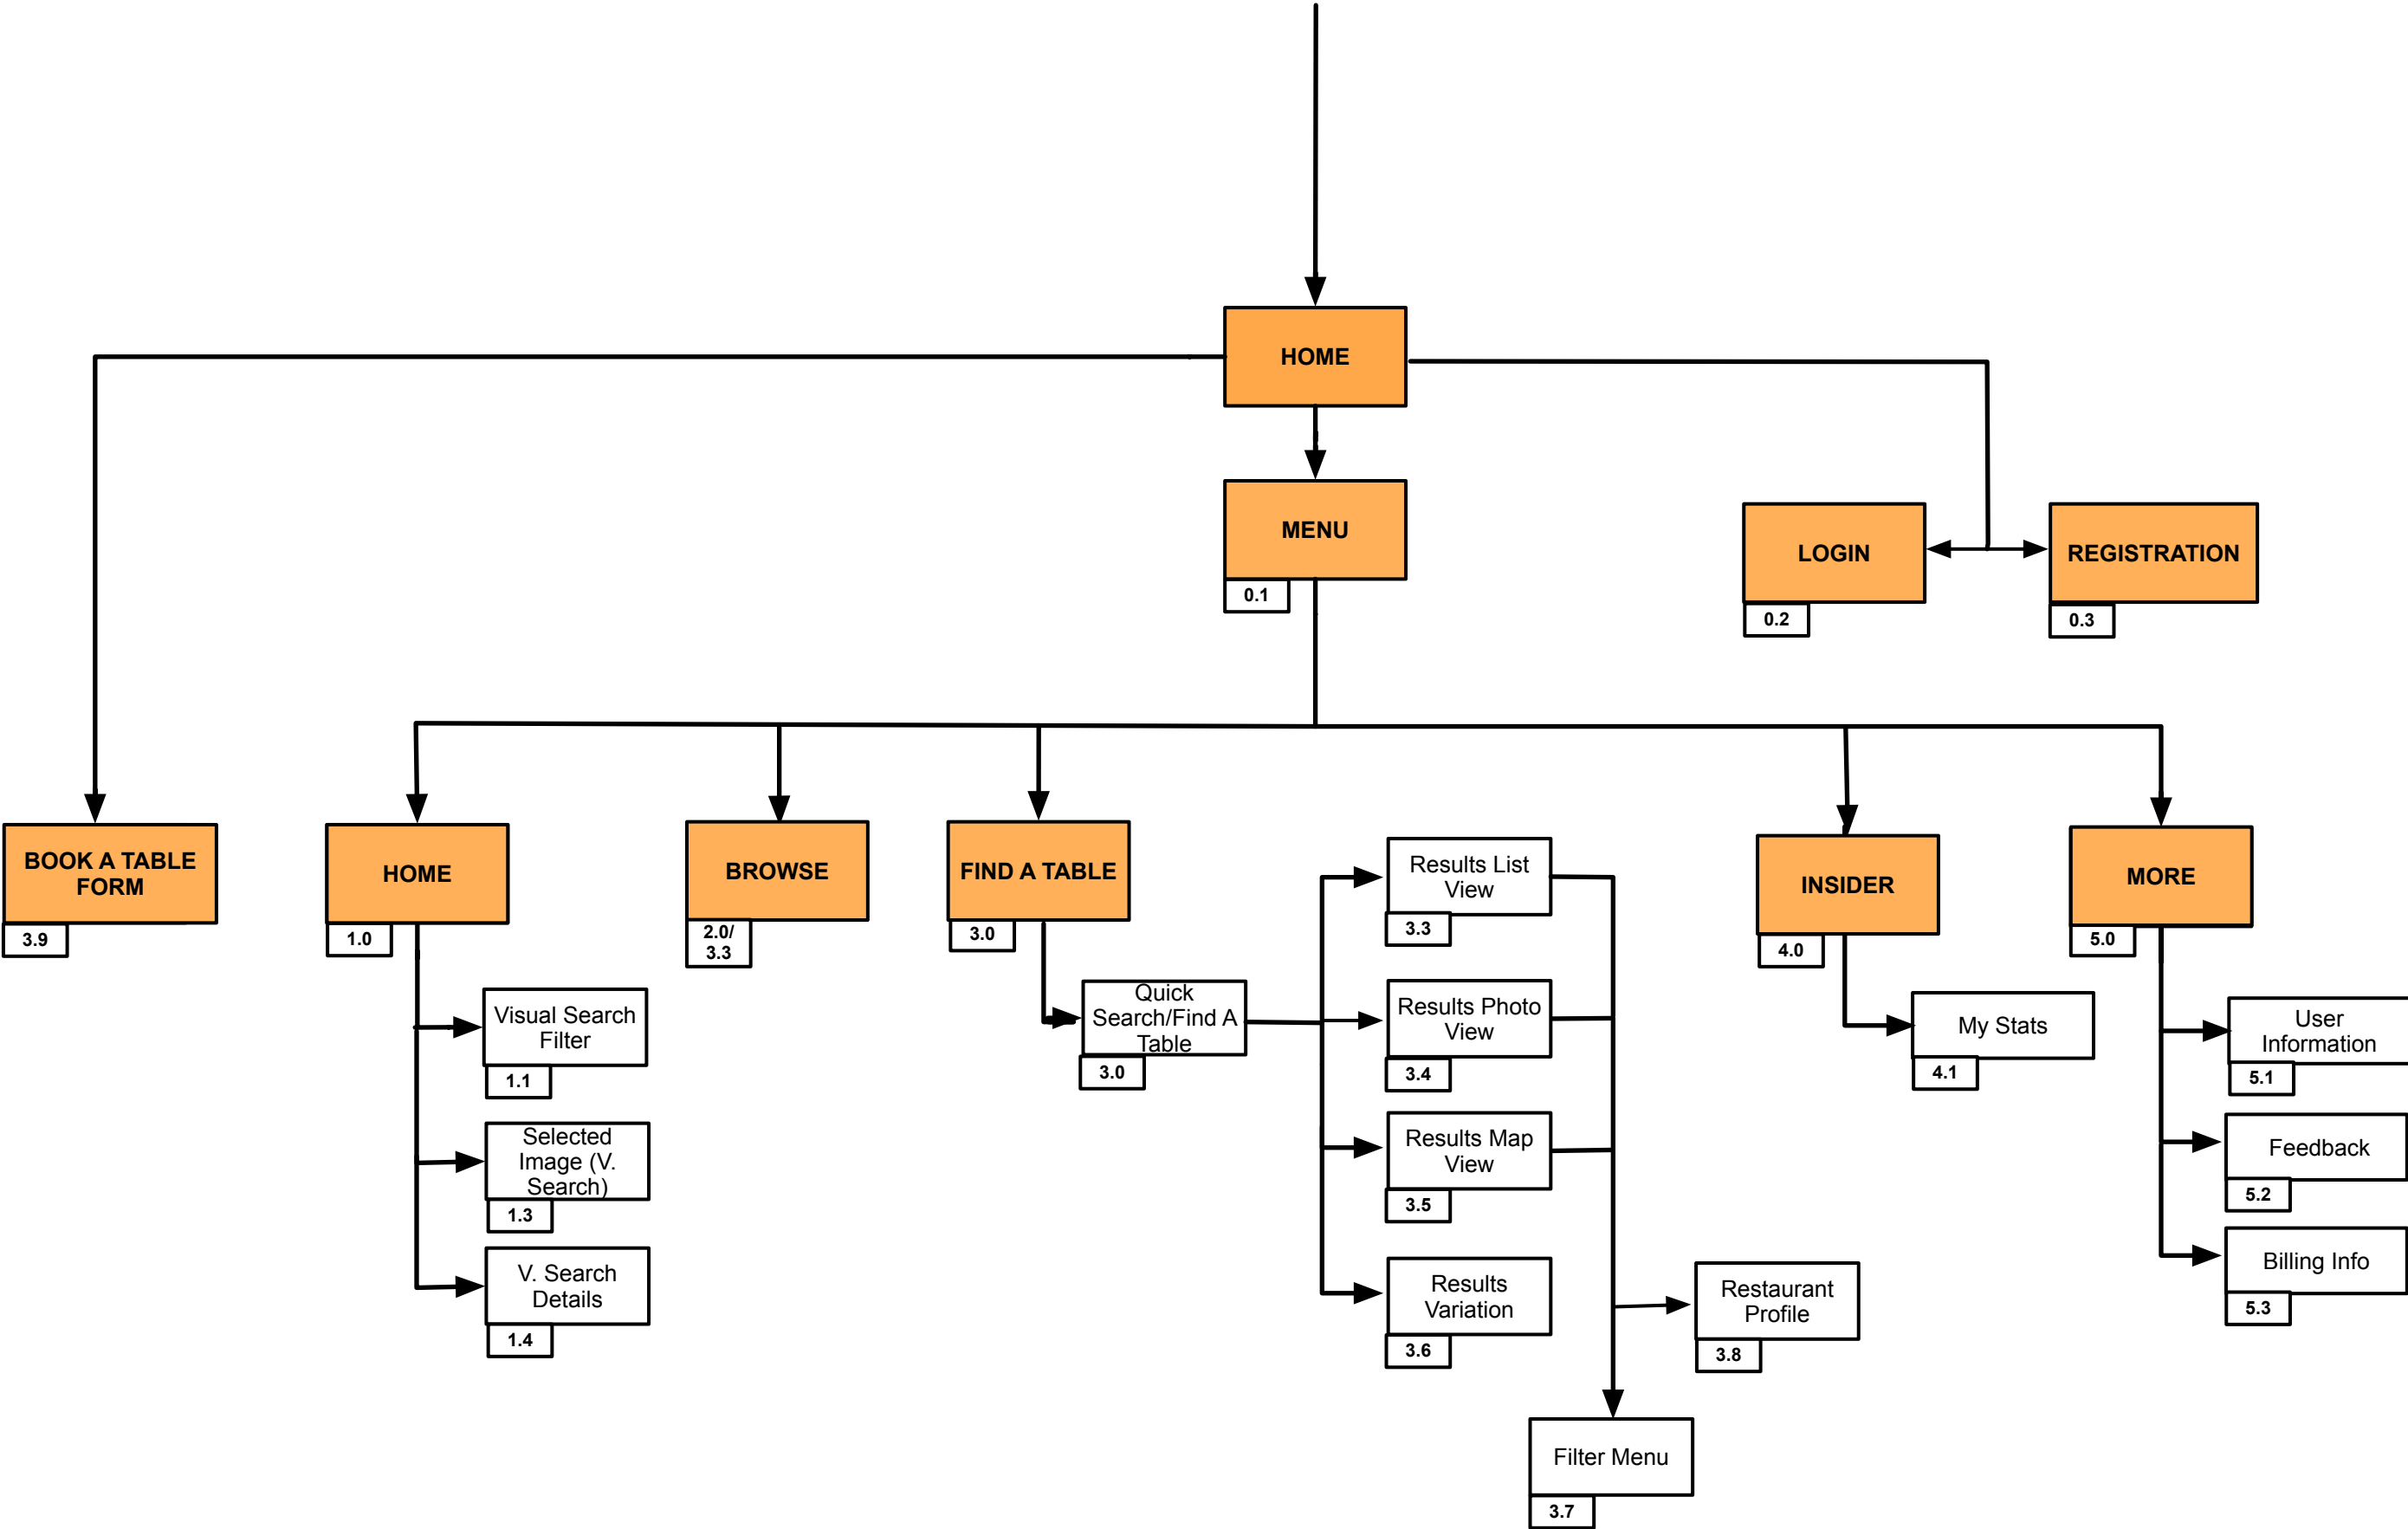 HOME
MENU
0.1
LOGIN
0.2
REGISTRATION
0.3
BOOK A TABLE
FORM
3.9
HOME
1.0
Visual Search
Filter
1.1
Selected
Image (V.
Search)
1.3
V. Search
Details
1.4
BROWSE
2.0/
3.3
FIND A TABLE
3.0
Quick
Search/Find A
Table
3.0
Results List
View
3.3
Results Photo
View
3.4
Results Map
View
3.5
Results
Variation
3.6
Restaurant
Profile
3.8
Filter Menu
3.7
INSIDER
4.0
My Stats
4.1
MORE
5.0
User
Information
5.1
Feedback
5.2
Billing Info
5.3